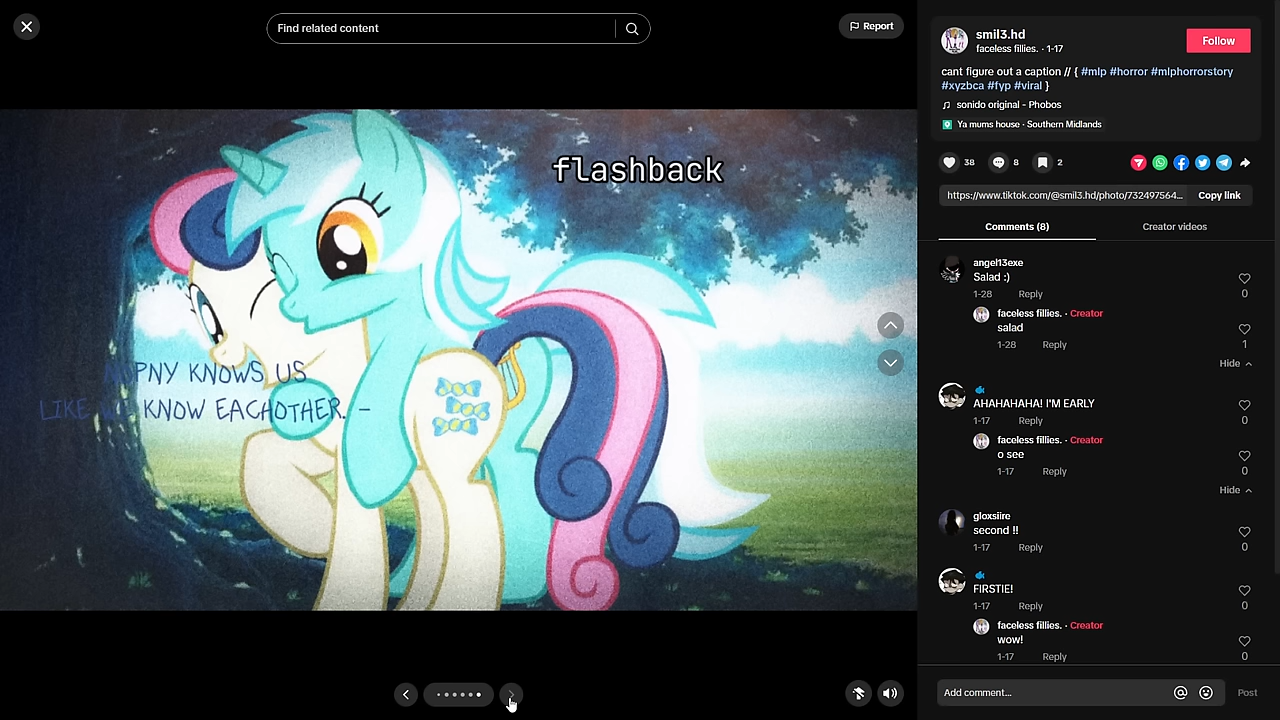 Find related content
Report
flashback
PNY KNOWS US
LIKE WE KNOW EACHOTHER. -
smil3.hd
faceless fillies. · 1-17
Follow
cant figure out a caption // { #mlp #horror #mlphorrorstory
#xyzbca #fyp #viral }
sonido original - Phobos
Ya mums house · Southern Midlands
38
8
2
https://www.tiktok.com/@smil3.hd/photo/732497564...
Copy link
Comments (8)
Creator videos
angel13exe
Salad :)
1-28 Reply
0
faceless fillies. · Creator
salad
1-28 Reply
1
Hide
AHAHAHAHA! I'M EARLY
1-17 Reply
0
faceless fillies. · Creator
o see
1-17 Reply
0
Hide
gloxsiire
second !!
1-17 Reply
0
FIRSTIE!
1-17 Reply
0
faceless fillies. · Creator
wow!
1-17 Reply
0
Add comment...
Post